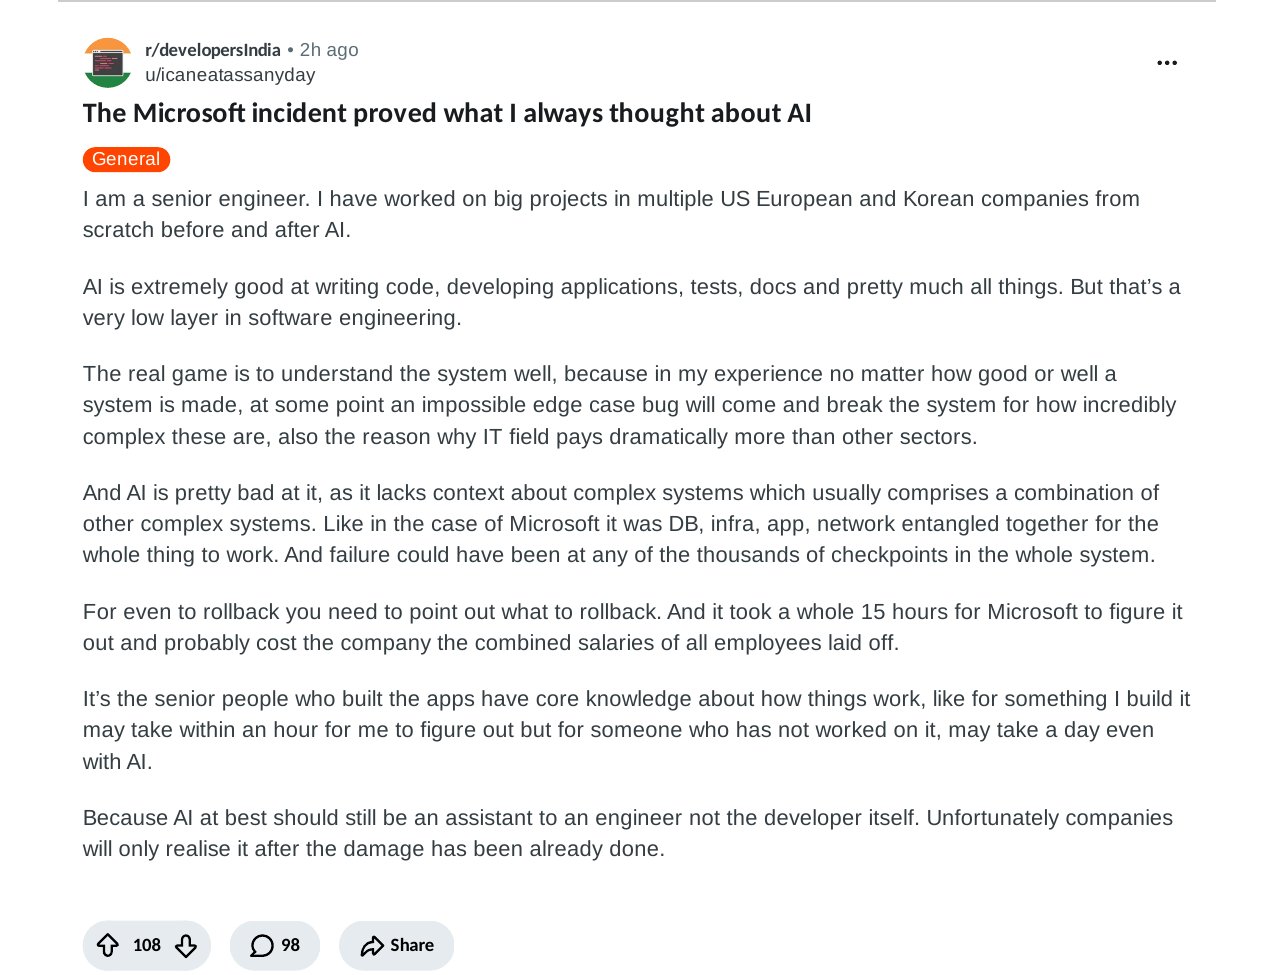 r/developersIndia • 2h ago
u/icaneatassanyday
The Microsoft incident proved what I always thought about AI
General
I am a senior engineer. I have worked on big projects in multiple US European and Korean companies from
scratch before and after AI.
AI is extremely good at writing code, developing applications, tests, docs and pretty much all things. But that’s a
very low layer in software engineering.
The real game is to understand the system well, because in my experience no matter how good or well a
system is made, at some point an impossible edge case bug will come and break the system for how incredibly
complex these are, also the reason why IT field pays dramatically more than other sectors.
And AI is pretty bad at it, as it lacks context about complex systems which usually comprises a combination of
other complex systems. Like in the case of Microsoft it was DB, infra, app, network entangled together for the
whole thing to work. And failure could have been at any of the thousands of checkpoints in the whole system.
For even to rollback you need to point out what to rollback. And it took a whole 15 hours for Microsoft to figure it
out and probably cost the company the combined salaries of all employees laid off.
It’s the senior people who built the apps have core knowledge about how things work, like for something I build it
may take within an hour for me to figure out but for someone who has not worked on it, may take a day even
with AI.
Because AI at best should still be an assistant to an engineer not the developer itself. Unfortunately companies
will only realise it after the damage has been already done.
108 98 Share